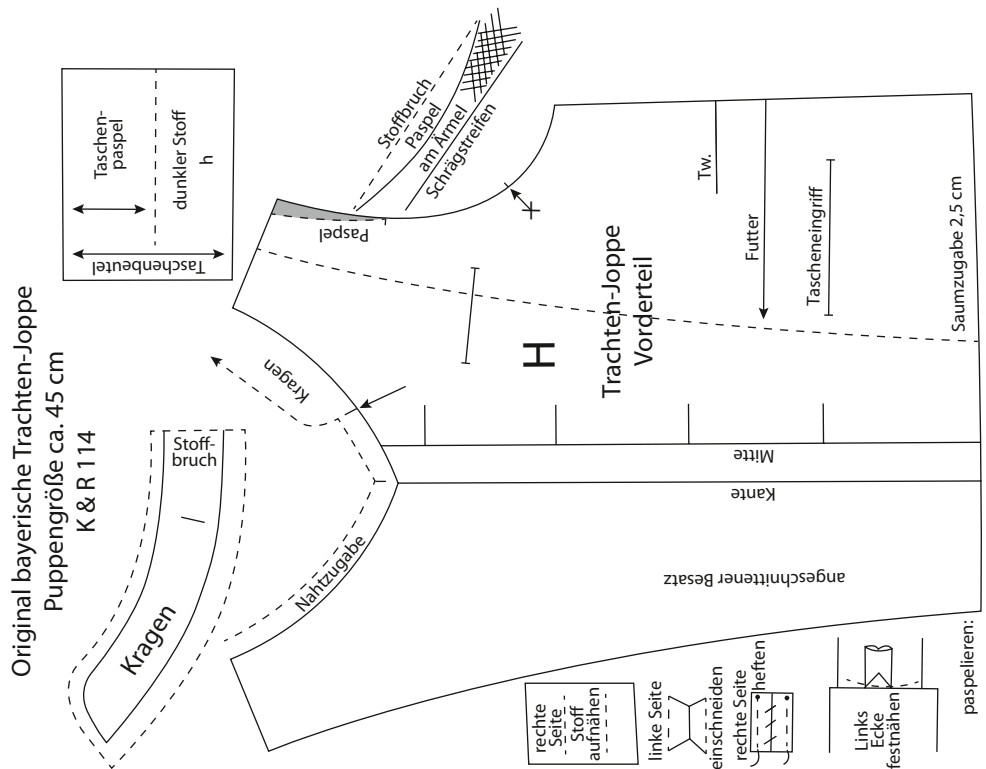 Original bayerische Trachten-Joppe
Puppengröße ca. 45 cm
K & R 114
Taschen-
paspel
dunkler Stoff
h
Taschenbeutel
Stoffbruch
Paspel
am Ärmel
Schrägstreifen
Paspel
Kragen
Stoff-
bruch
Kragen
Nahtzugabe
H
Trachten-Joppe
Vorderteil
Tw.
Futter
Tascheneingriff
Saumzugabe 2,5 cm
Mitte
Kante
angeschnittener Besatz
rechte
Seite
Stoff
aufnähen
linke Seite
einschneiden
rechte Seite
heften
Links
Ecke
festnähen
paspelieren: